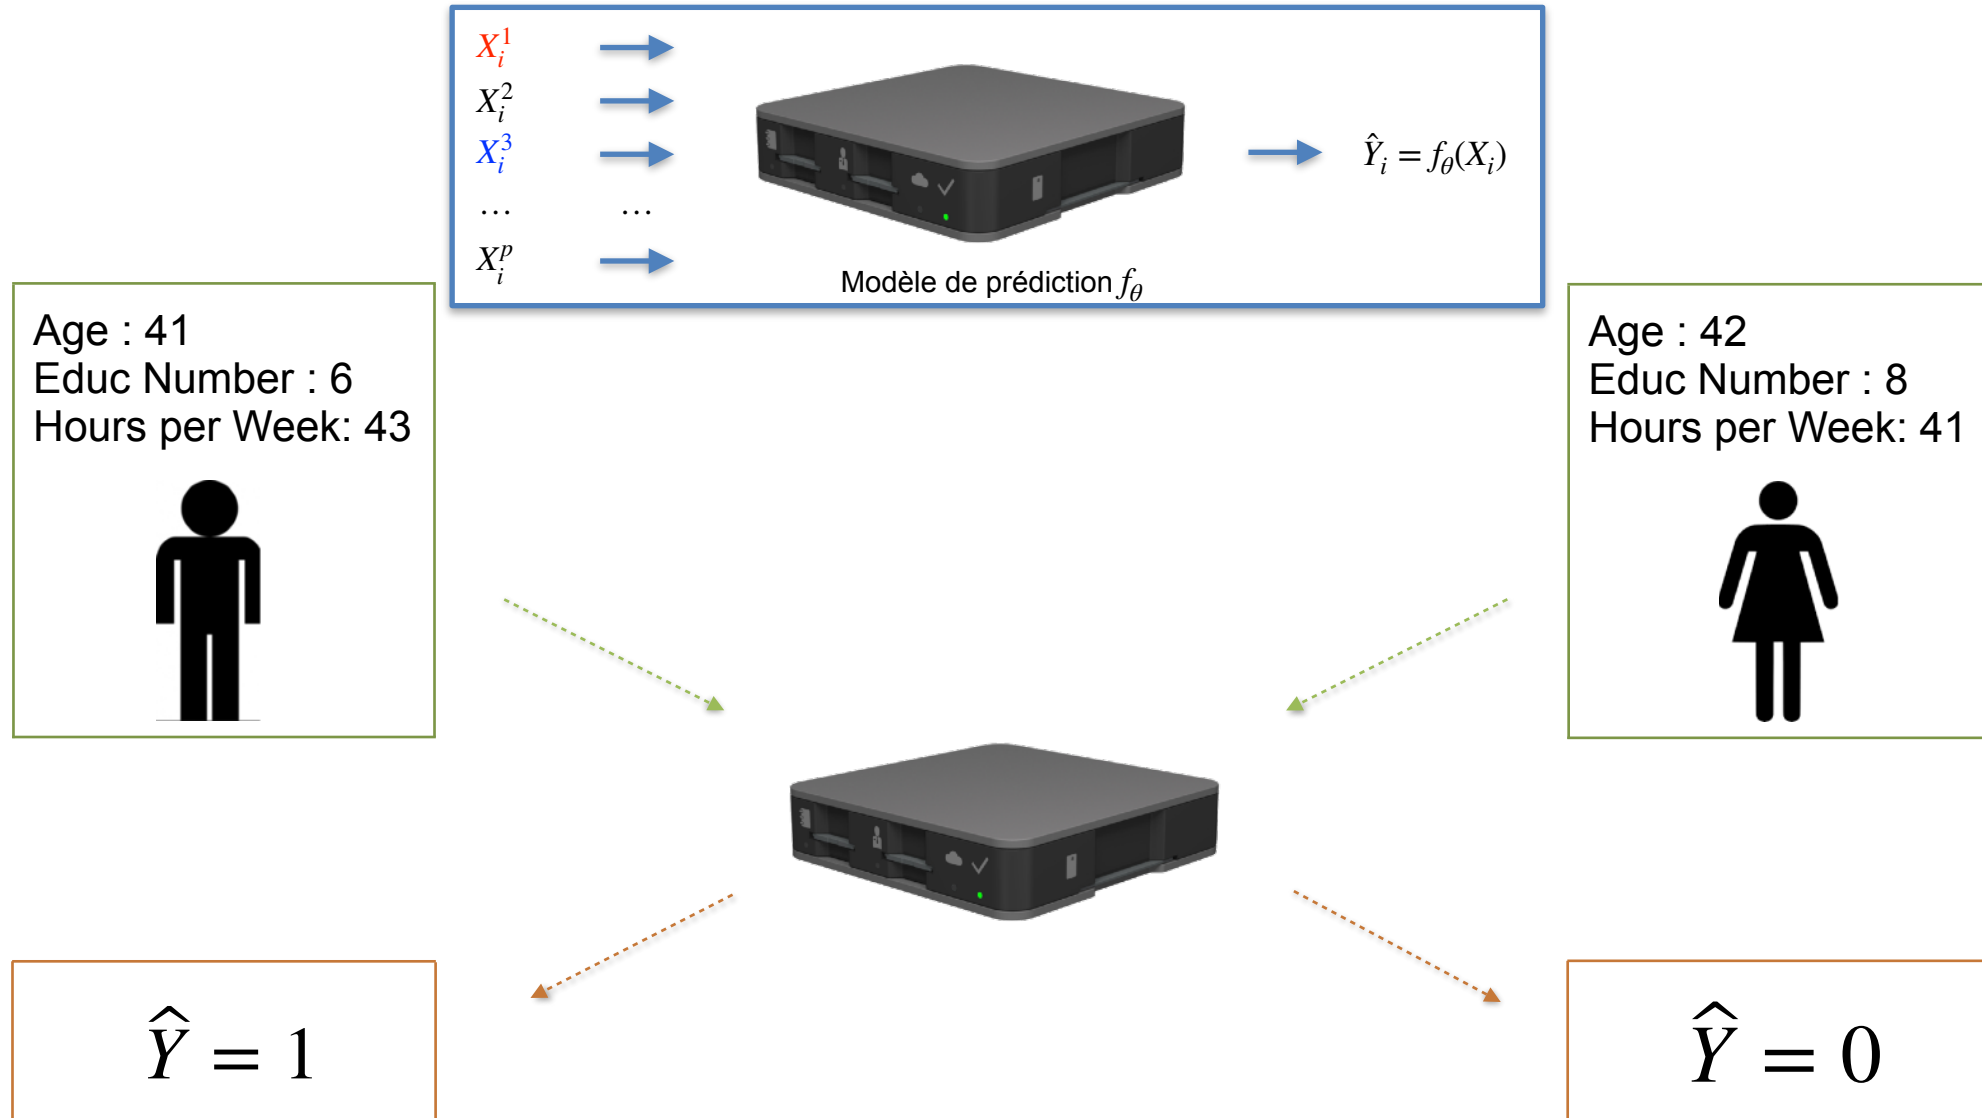 X_i^1
X_i^2
X_i^3
… …
X_i^p
Ŷ_i = f_θ(X_i)
Modèle de prédiction f_θ
Age : 41
Educ Number : 6
Hours per Week: 43
Age : 42
Educ Number : 8
Hours per Week: 41
Ŷ = 1
Ŷ = 0